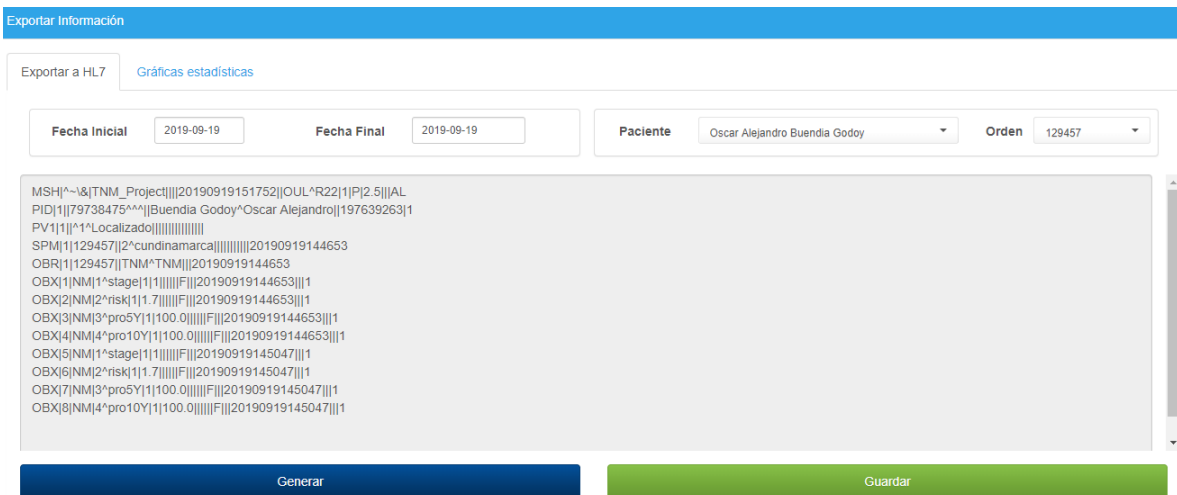 Exportar Información
Exportar a HL7 Gráficas estadísticas
Fecha Inicial 2019-09-19 Fecha Final 2019-09-19 Paciente Oscar Alejandro Buendia Godoy Orden 129457
MSH|^~\&|TNM_Project||||20190919151752||OUL^R22|1|P|2.5|||AL
PID|1||79738475^^^||Buendia Godoy^Oscar Alejandro||197639263|1
PV1|1||^1^Localizado||||||||||||||||
SPM|1|129457||2^cundinamarca|||||||||||20190919144653
OBR|1|129457||TNM^TNM|||20190919144653
OBX|1|NM|1^stage|1|1||||||F|||20190919144653|||1
OBX|2|NM|2^risk|1|1.7||||||F|||20190919144653|||1
OBX|3|NM|3^pro5Y|1|100.0||||||F|||20190919144653|||1
OBX|4|NM|4^pro10Y|1|100.0||||||F|||20190919144653|||1
OBX|5|NM|1^stage|1|1||||||F|||20190919145047|||1
OBX|6|NM|2^risk|1|1.7||||||F|||20190919145047|||1
OBX|7|NM|3^pro5Y|1|100.0||||||F|||20190919145047|||1
OBX|8|NM|4^pro10Y|1|100.0||||||F|||20190919145047|||1
Generar Guardar